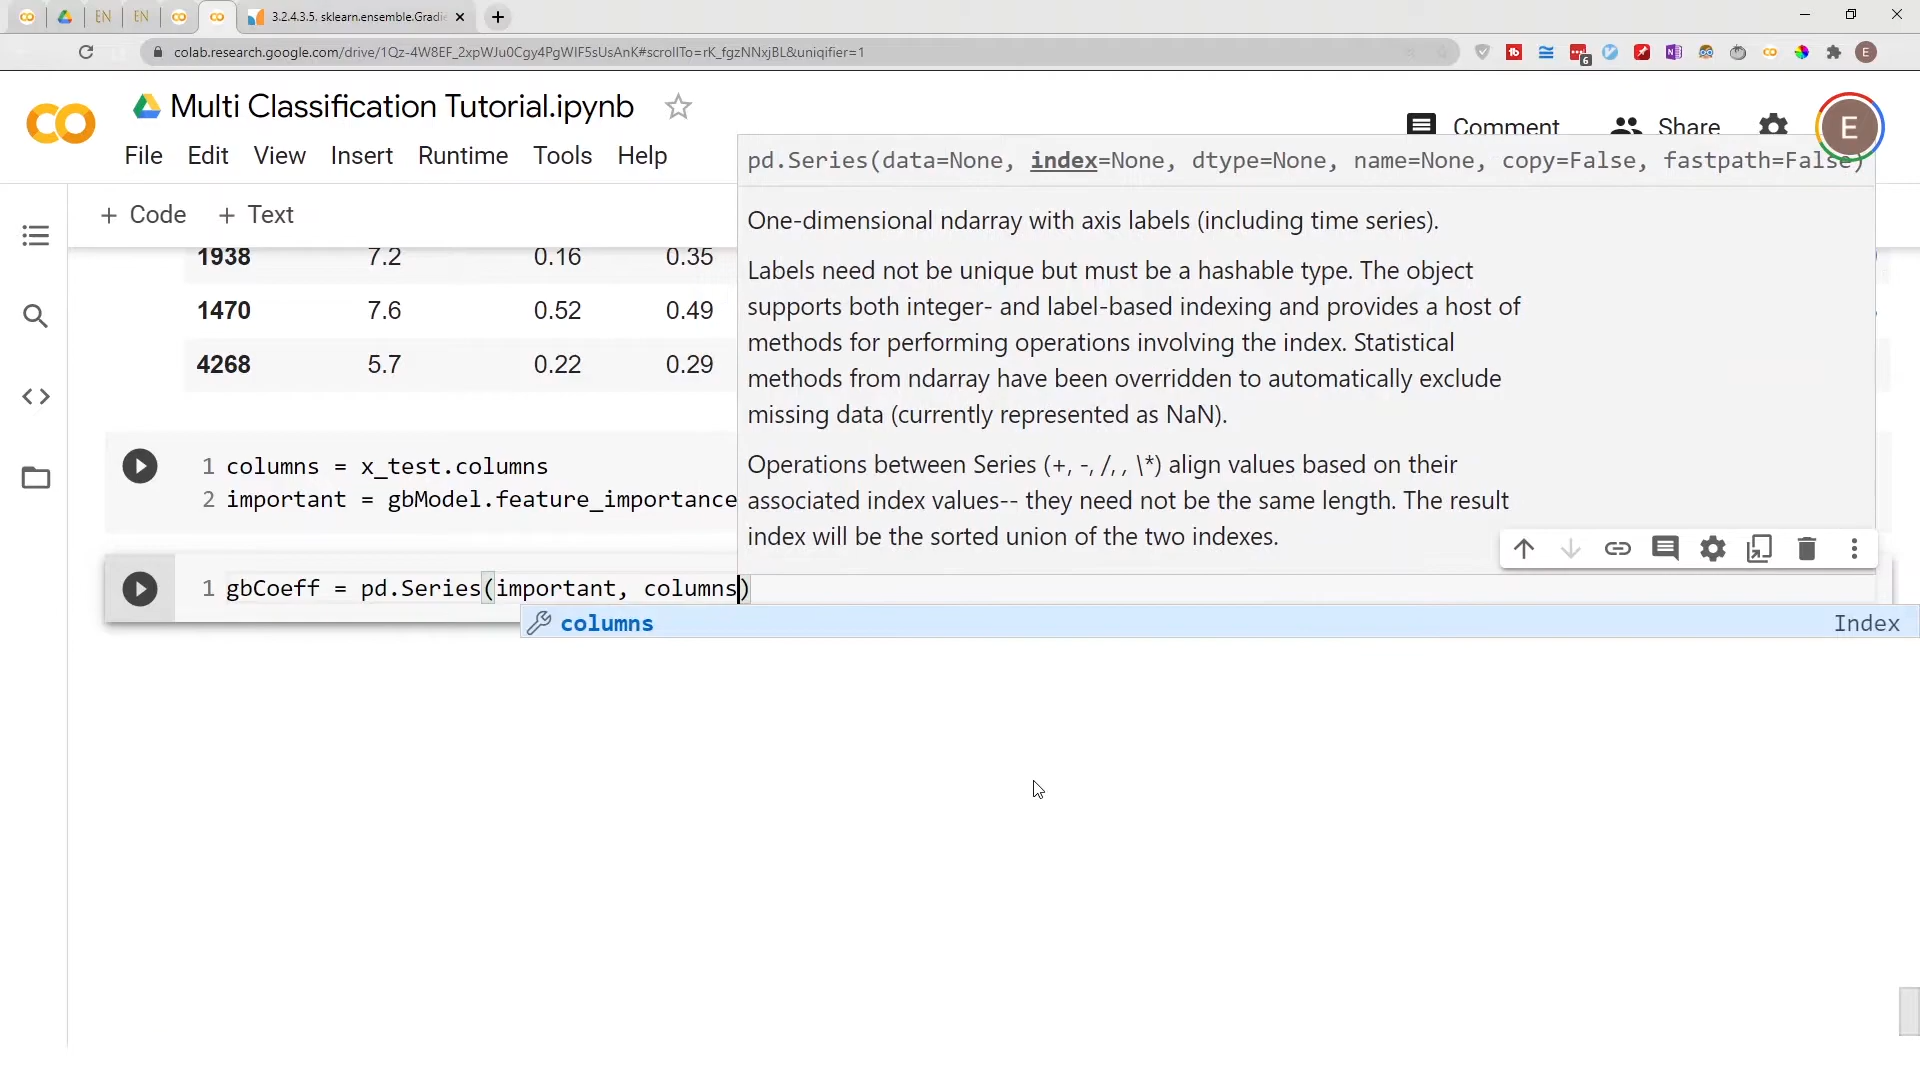 EN
EN
3.2.4.3.5. sklearn.ensemble.Gradie
colab.research.google.com/drive/1Qz-4W8EF_2xpWJu0Cgy4PgWIF5sUsAnK#scrollTo=rK_fgzNNxjBL&uniqifier=1
6
E
Multi Classification Tutorial.ipynb
Comment
Share
E
File Edit View Insert Runtime Tools Help
+ Code + Text
1938 7.2 0.16 0.35
1470 7.6 0.52 0.49
4268 5.7 0.22 0.29
pd.Series(data=None, index=None, dtype=None, name=None, copy=False, fastpath=False)
One-dimensional ndarray with axis labels (including time series).
Labels need not be unique but must be a hashable type. The object
supports both integer- and label-based indexing and provides a host of
methods for performing operations involving the index. Statistical
methods from ndarray have been overridden to automatically exclude
missing data (currently represented as NaN).
Operations between Series (+, -, /, , \*) align values based on their
associated index values-- they need not be the same length. The result
index will be the sorted union of the two indexes.
1 columns = x_test.columns
2 important = gbModel.feature_importance
1 gbCoeff = pd.Series(important, columns)
columns Index